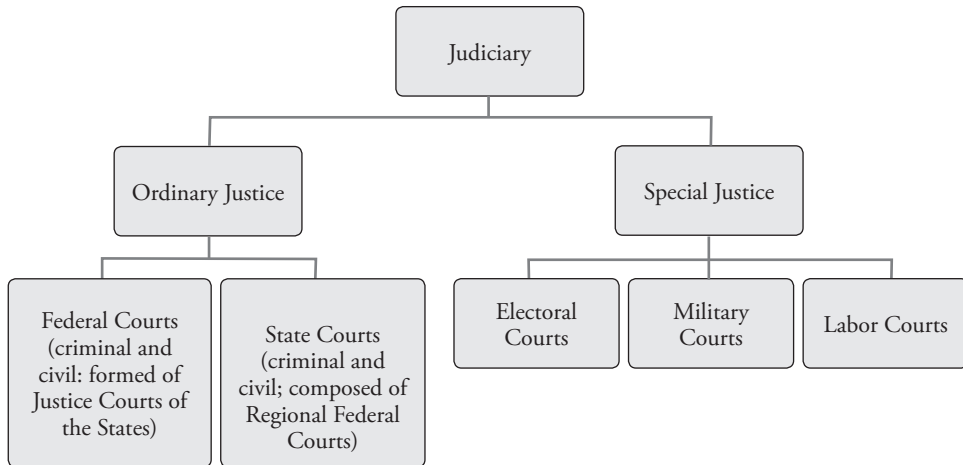 Judiciary
Ordinary Justice
Special Justice
Federal Courts
(criminal and
civil: formed of
Justice Courts of
the States)
State Courts
(criminal and
civil; composed of
Regional Federal
Courts)
Electoral
Courts
Military
Courts
Labor Courts